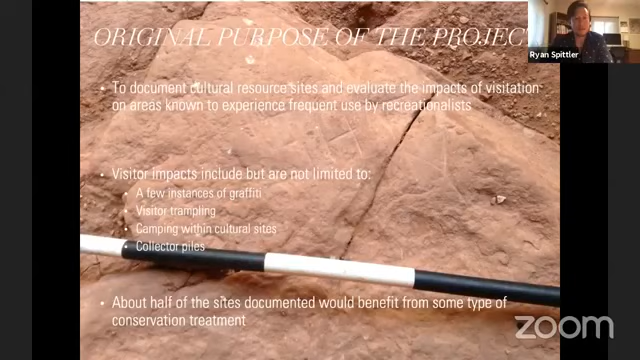 ORIGINAL PURPOSE OF THE PROJECT
Ryan Spittler
• To document cultural resource sites and evaluate the impacts of visitation
on areas known to experience frequent use by recreationalists
• Visitor impacts include but are not limited to:
• A few instances of graffiti
• Visitor trampling
• Camping within cultural sites
• Collector piles
• About half of the sites documented would benefit from some type of
conservation treatment
zoom